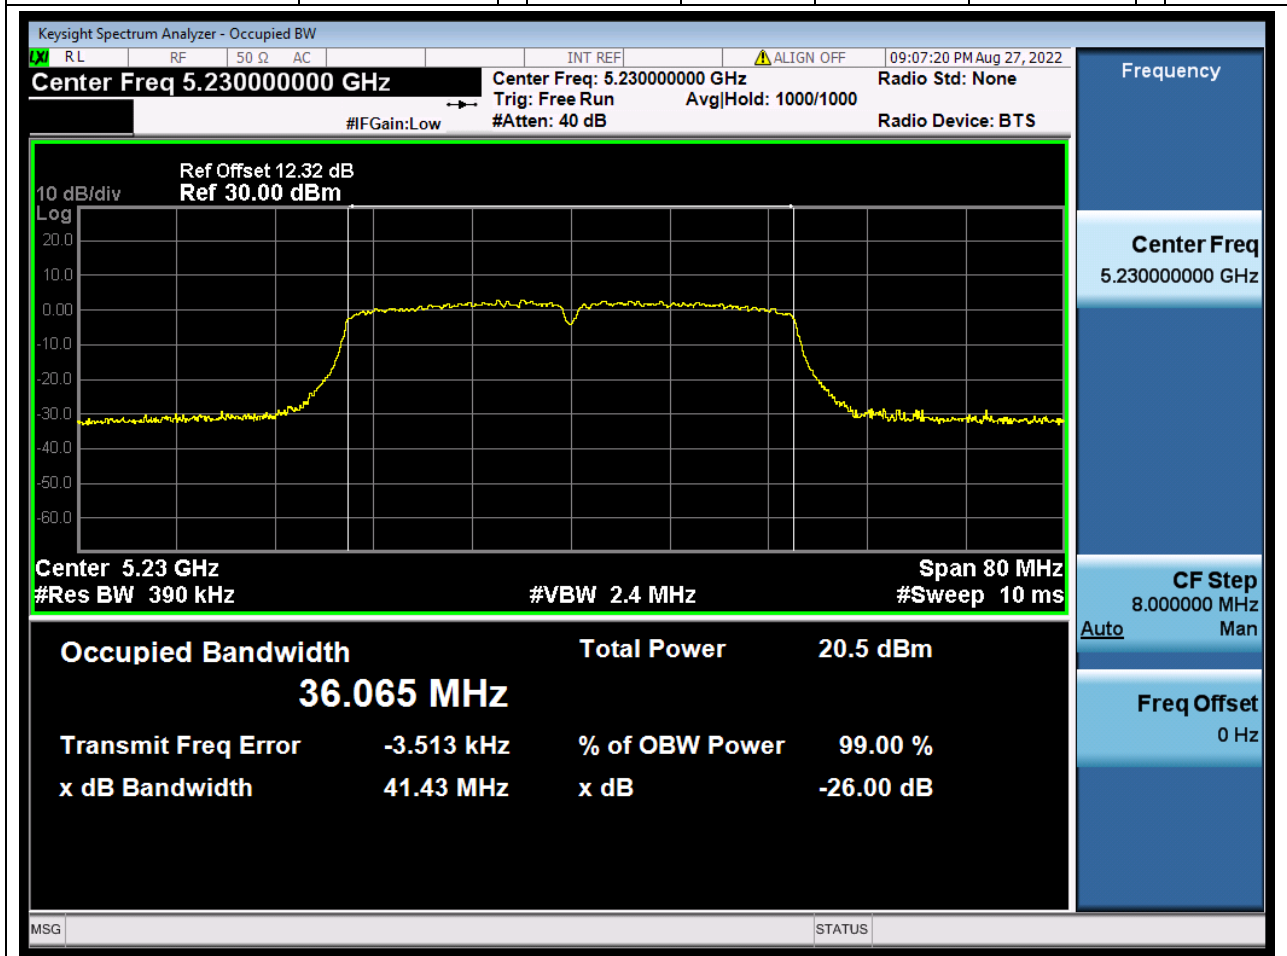 Keysight Spectrum Analyzer - Occupied BW
LXI RL RF 50 Ω AC INT REF ALIGN OFF 09:07:20 PM Aug 27, 2022
Center Freq 5.230000000 GHz
Center Freq: 5.230000000 GHz
Radio Std: None
Trig: Free Run Avg|Hold: 1000/1000
#IFGain:Low
#Atten: 40 dB
Radio Device: BTS
Ref Offset 12.32 dB
10 dB/div Ref 30.00 dBm
Log
20.0
10.0
0.00
-10.0
-20.0
-30.0
-40.0
-50.0
-60.0
Center 5.23 GHz Span 80 MHz
#Res BW 390 kHz #VBW 2.4 MHz #Sweep 10 ms
Occupied Bandwidth Total Power 20.5 dBm
36.065 MHz
Transmit Freq Error -3.513 kHz % of OBW Power 99.00 %
x dB Bandwidth 41.43 MHz x dB -26.00 dB
MSG STATUS
Frequency
Center Freq
5.230000000 GHz
CF Step
8.000000 MHz
Auto Man
Freq Offset
0 Hz